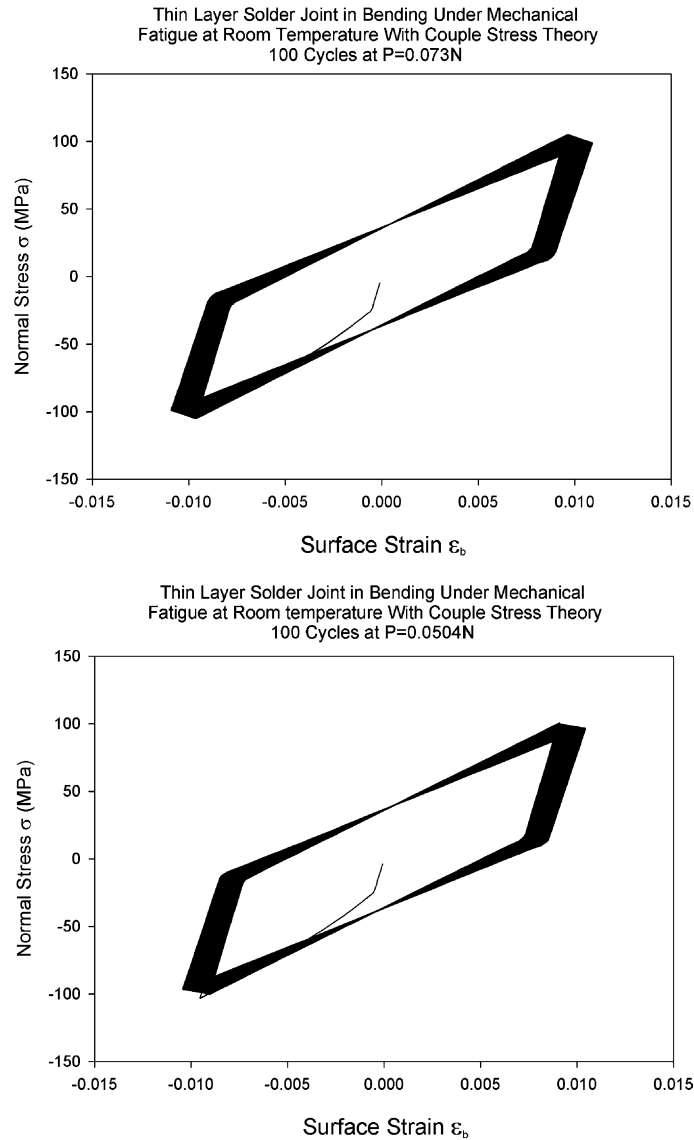 Thin Layer Solder Joint in Bending Under Mechanical
Fatigue at Room Temperature With Couple Stress Theory
100 Cycles at P=0.073N
150
100
50
0
-50
-100
-150
Normal Stress σ (MPa)
-0.015 -0.010 -0.005 0.000 0.005 0.010 0.015
Surface Strain εb
Thin Layer Solder Joint in Bending Under Mechanical
Fatigue at Room temperature With Couple Stress Theory
100 Cycles at P=0.0504N
150
100
50
0
-50
-100
-150
Normal Stress σ (MPa)
-0.015 -0.010 -0.005 0.000 0.005 0.010 0.015
Surface Strain εb